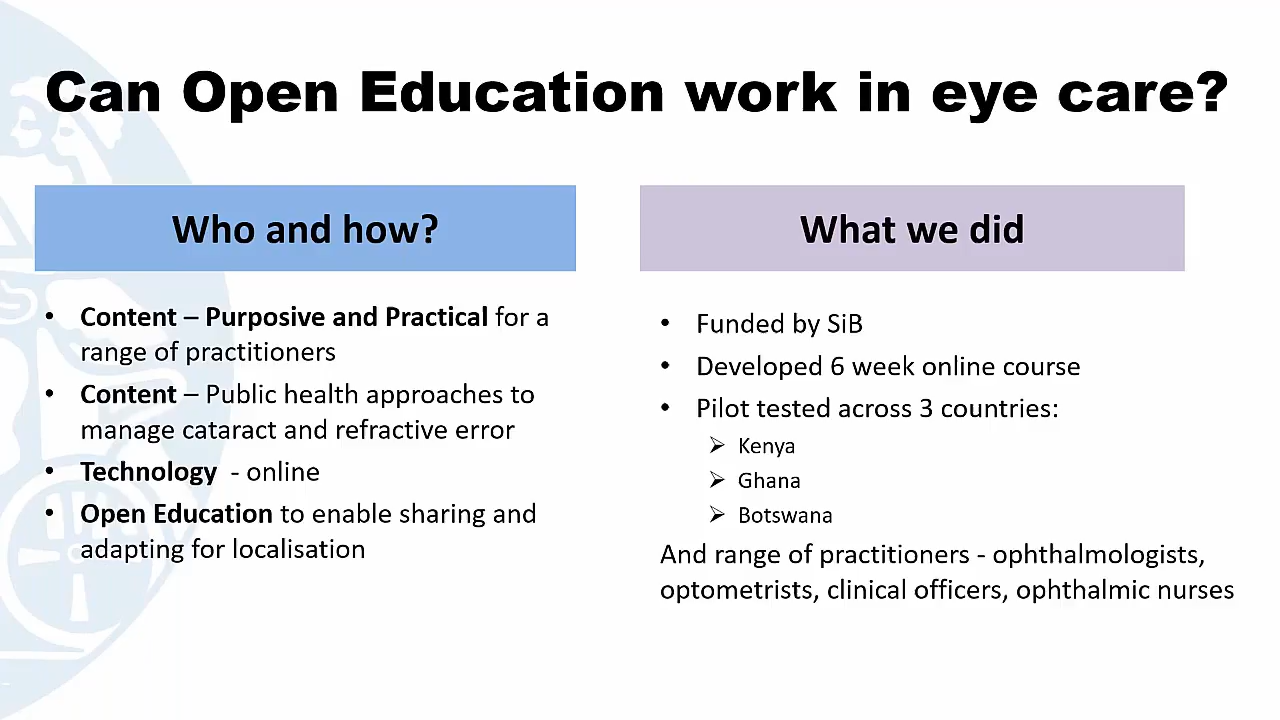 Can Open Education work in eye care?
Who and how?
• Content – Purposive and Practical for a
range of practitioners
• Content – Public health approaches to
manage cataract and refractive error
• Technology - online
• Open Education to enable sharing and
adapting for localisation
What we did
• Funded by SiB
• Developed 6 week online course
• Pilot tested across 3 countries:
➢ Kenya
➢ Ghana
➢ Botswana
And range of practitioners - ophthalmologists,
optometrists, clinical officers, ophthalmic nurses